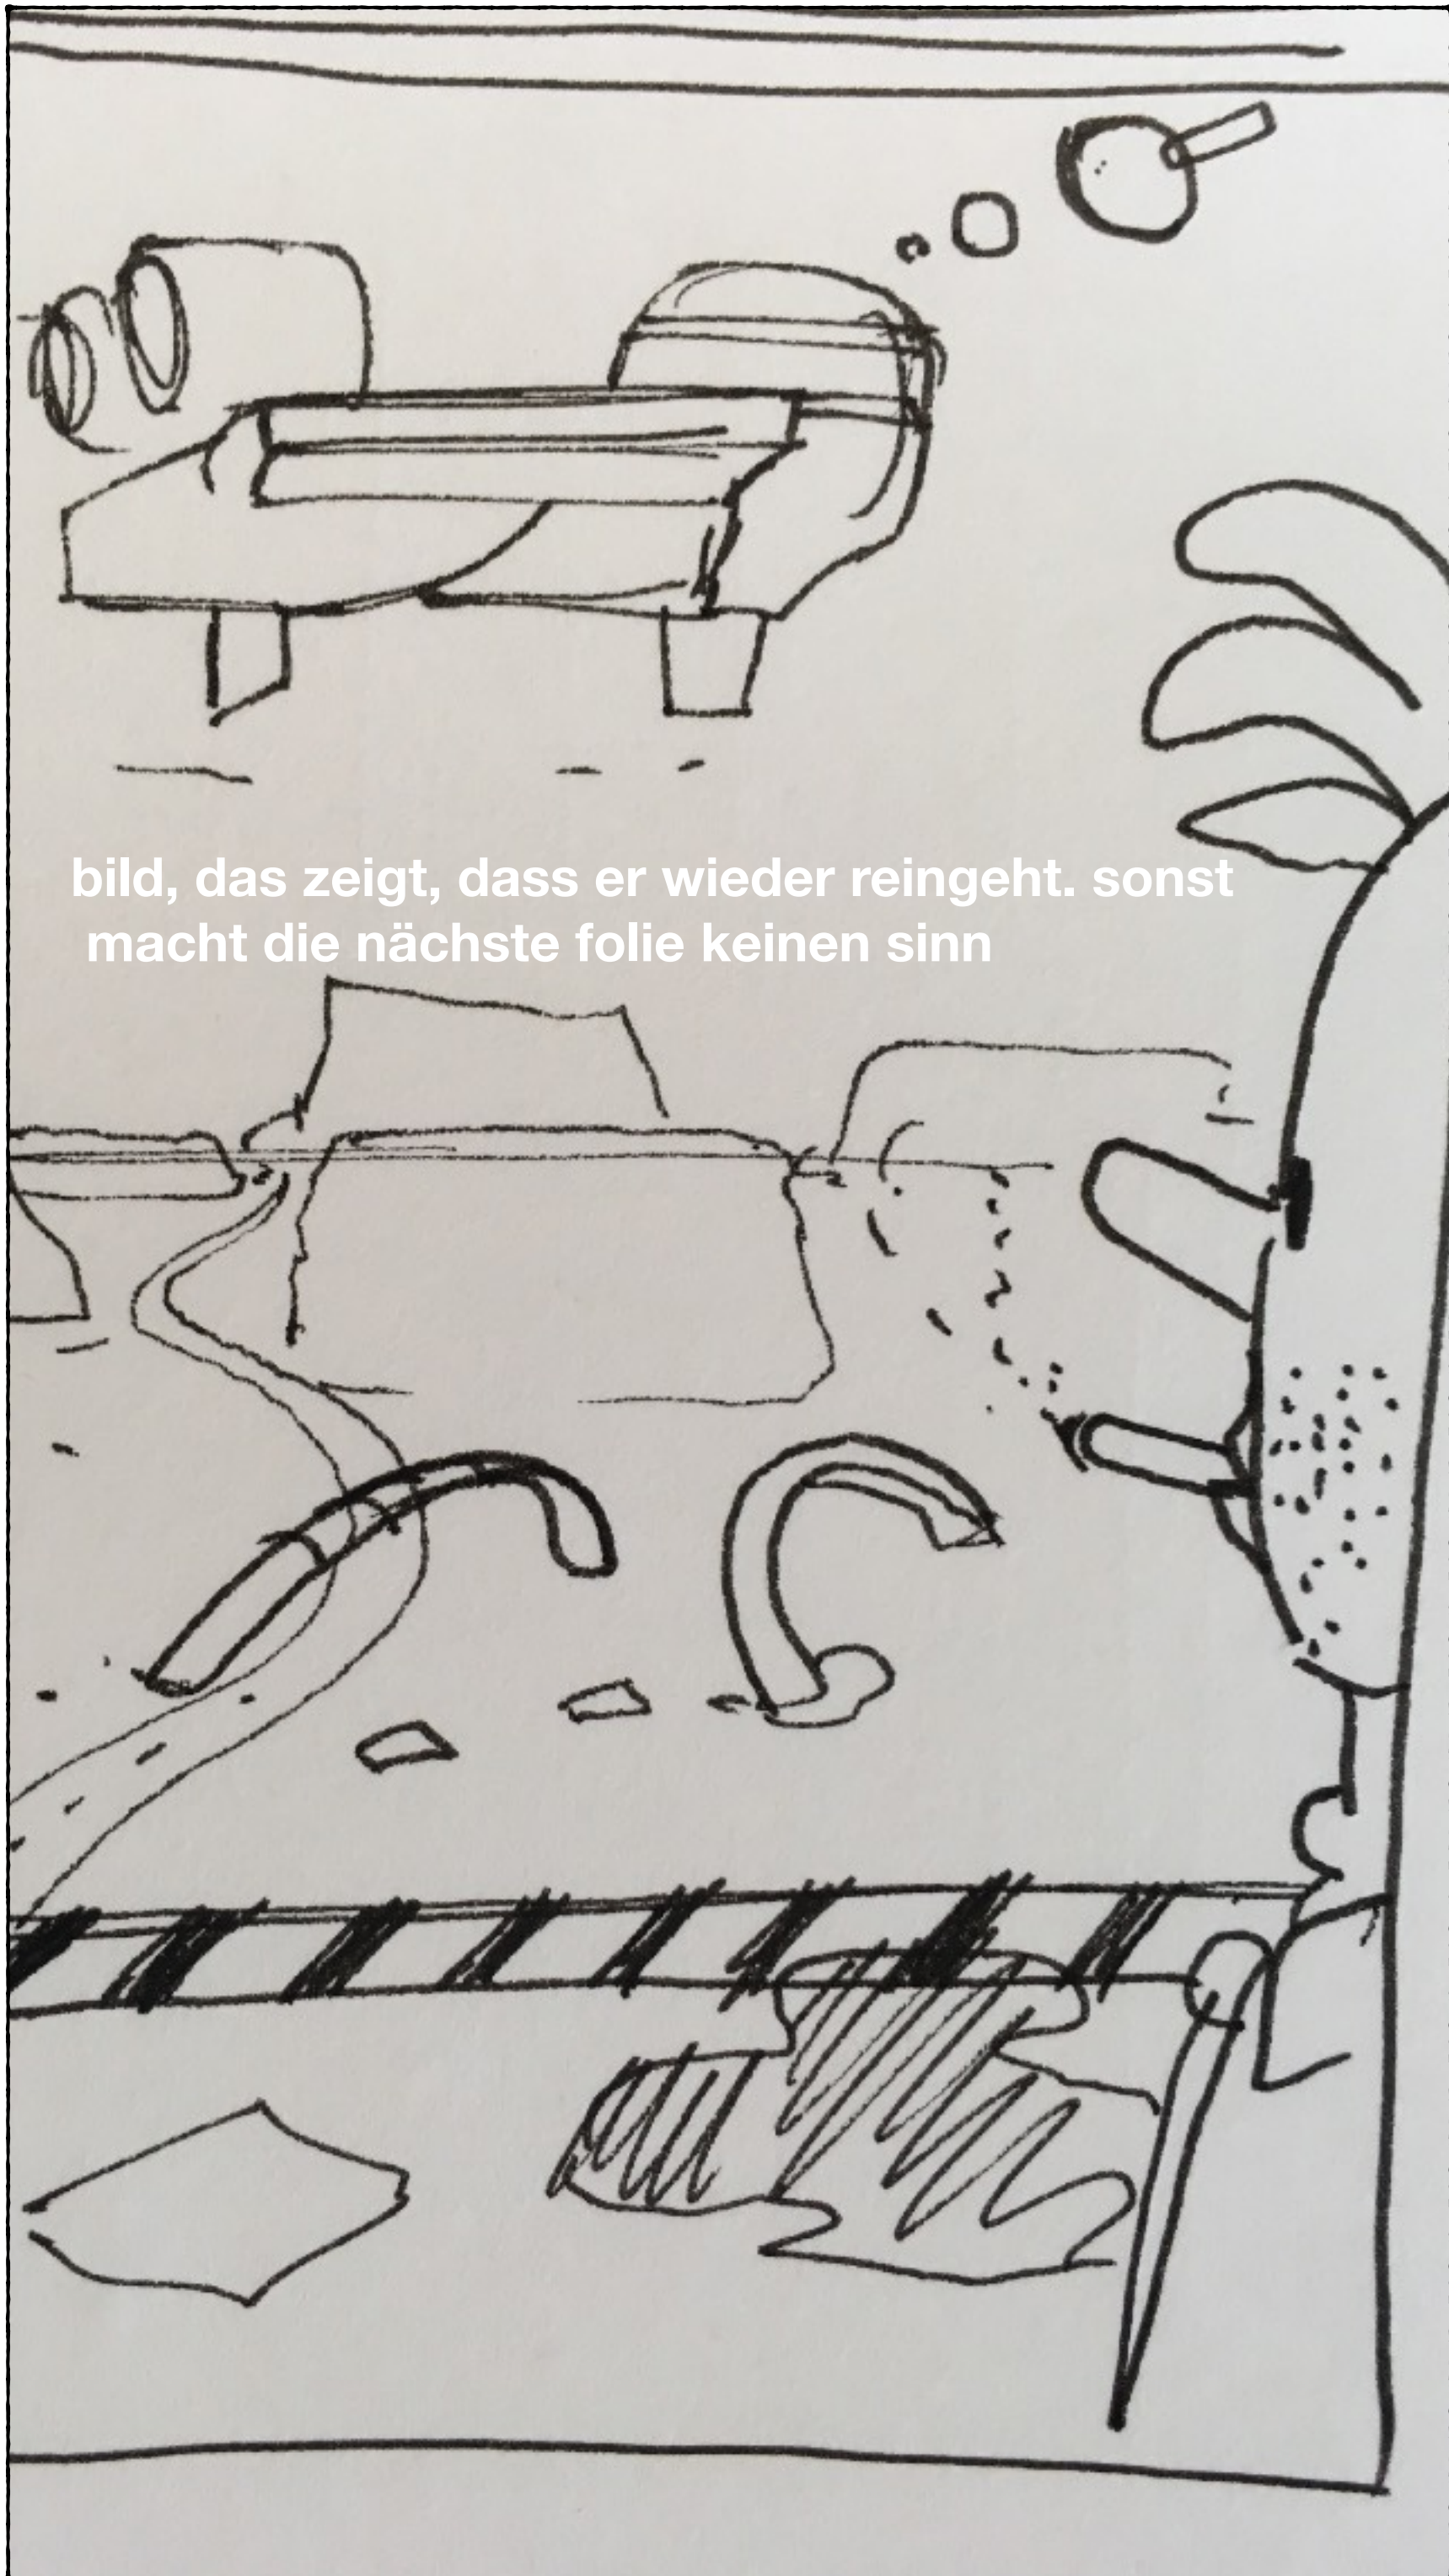 bild, das zeigt, dass er wieder reingeht. sonst
macht die nächste folie keinen sinn